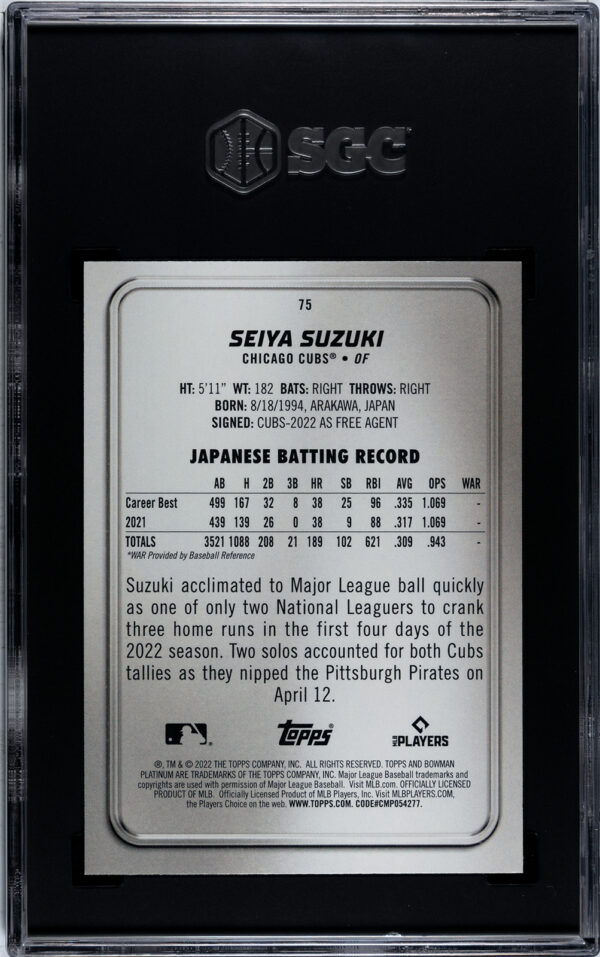 SGC
75
SEIYA SUZUKI
CHICAGO CUBS® • OF
HT: 5'11" WT: 182 BATS: RIGHT THROWS: RIGHT
BORN: 8/18/1994, ARAKAWA, JAPAN
SIGNED: CUBS-2022 AS FREE AGENT
JAPANESE BATTING RECORD
AB H 2B 3B HR SB RBI AVG OPS WAR
Career Best 499 167 32 8 38 25 96 .335 1.069 -
2021 439 139 26 0 38 9 88 .317 1.069 -
TOTALS 3521 1088 208 21 189 102 621 .309 .943 -
*WAR Provided by Baseball Reference
Suzuki acclimated to Major League ball quickly
as one of only two National Leaguers to crank
three home runs in the first four days of the
2022 season. Two solos accounted for both Cubs
tallies as they nipped the Pittsburgh Pirates on
April 12.
Topps® MLB PLAYERS
®, TM & © 2022 THE TOPPS COMPANY, INC. ALL RIGHTS RESERVED. TOPPS AND BOWMAN
PLATINUM ARE TRADEMARKS OF THE TOPPS COMPANY, INC. Major League Baseball trademarks and
copyrights are used with permission of Major League Baseball. Visit MLB.com. OFFICIALLY LICENSED
PRODUCT OF MLB. Officially Licensed Product of MLB Players, Inc. Visit MLBPLAYERS.COM,
the Players Choice on the web. WWW.TOPPS.COM. CODE#CMP054277.